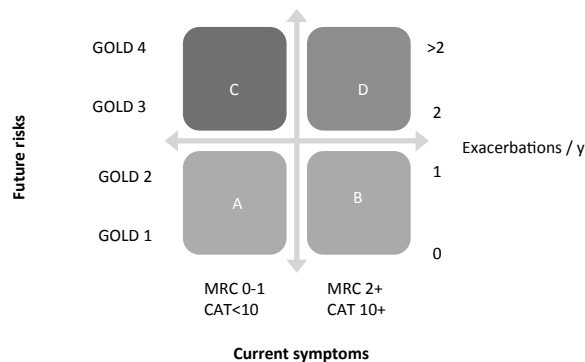 GOLD 4
C
D
>2
GOLD 3
2
Future risks
Exacerbations / y
GOLD 2
1
A
B
GOLD 1
0
MRC 0-1
CAT<10
MRC 2+
CAT 10+
Current symptoms